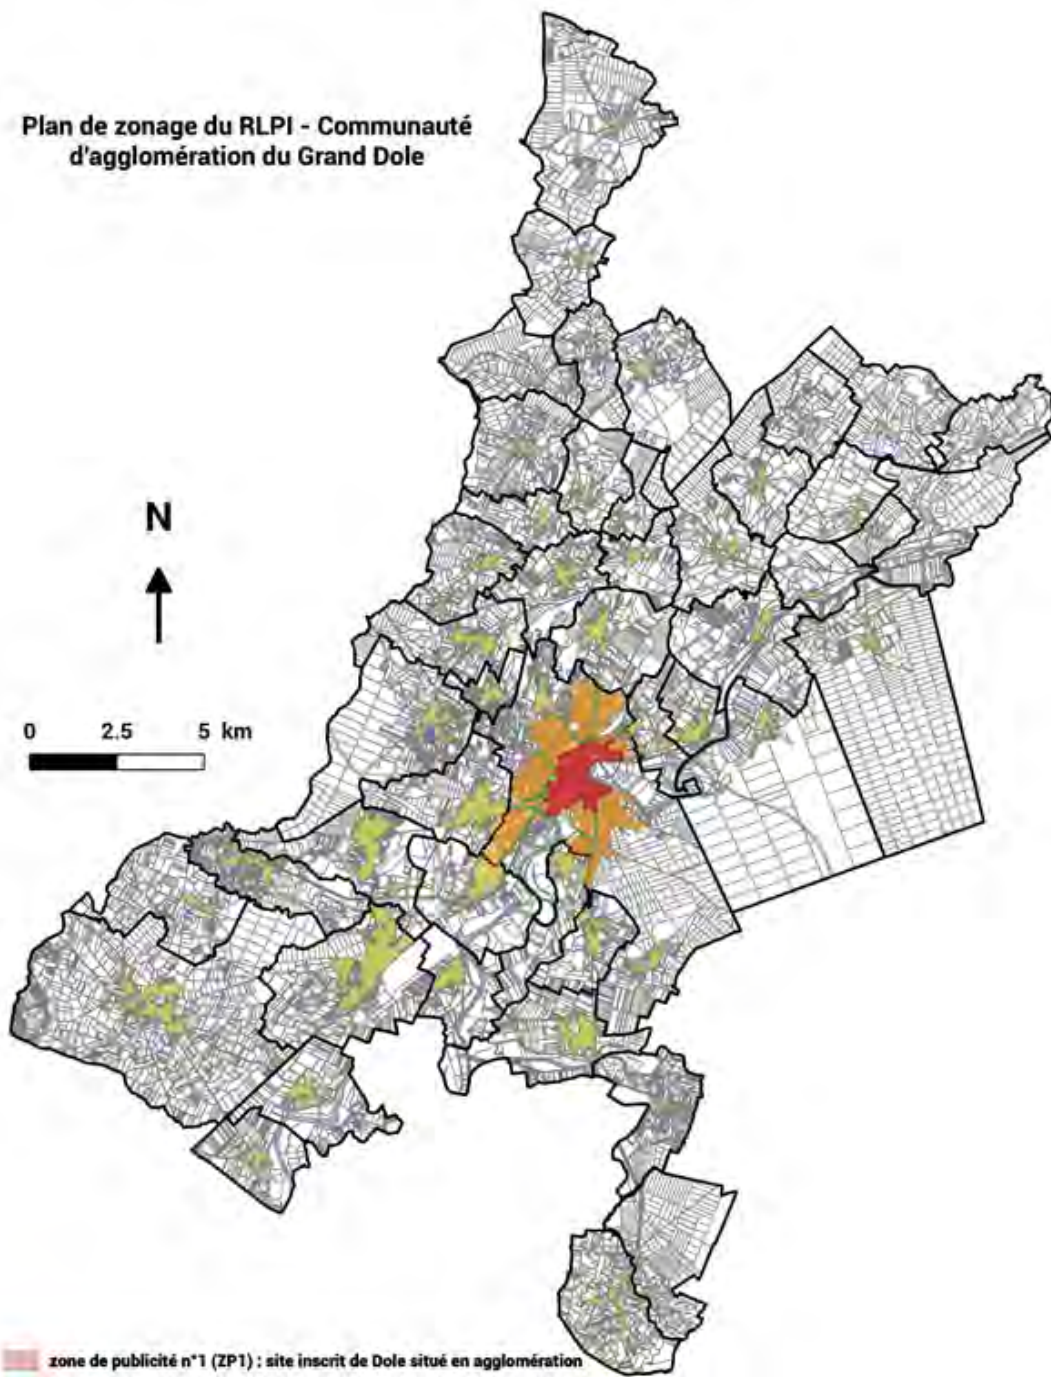 Plan de zonage du RLPI - Communauté
d'agglomération du Grand Dole
N
0 2.5 5 km
zone de publicité n°1 (ZP1) : site inscrit de Dole situé en agglomération